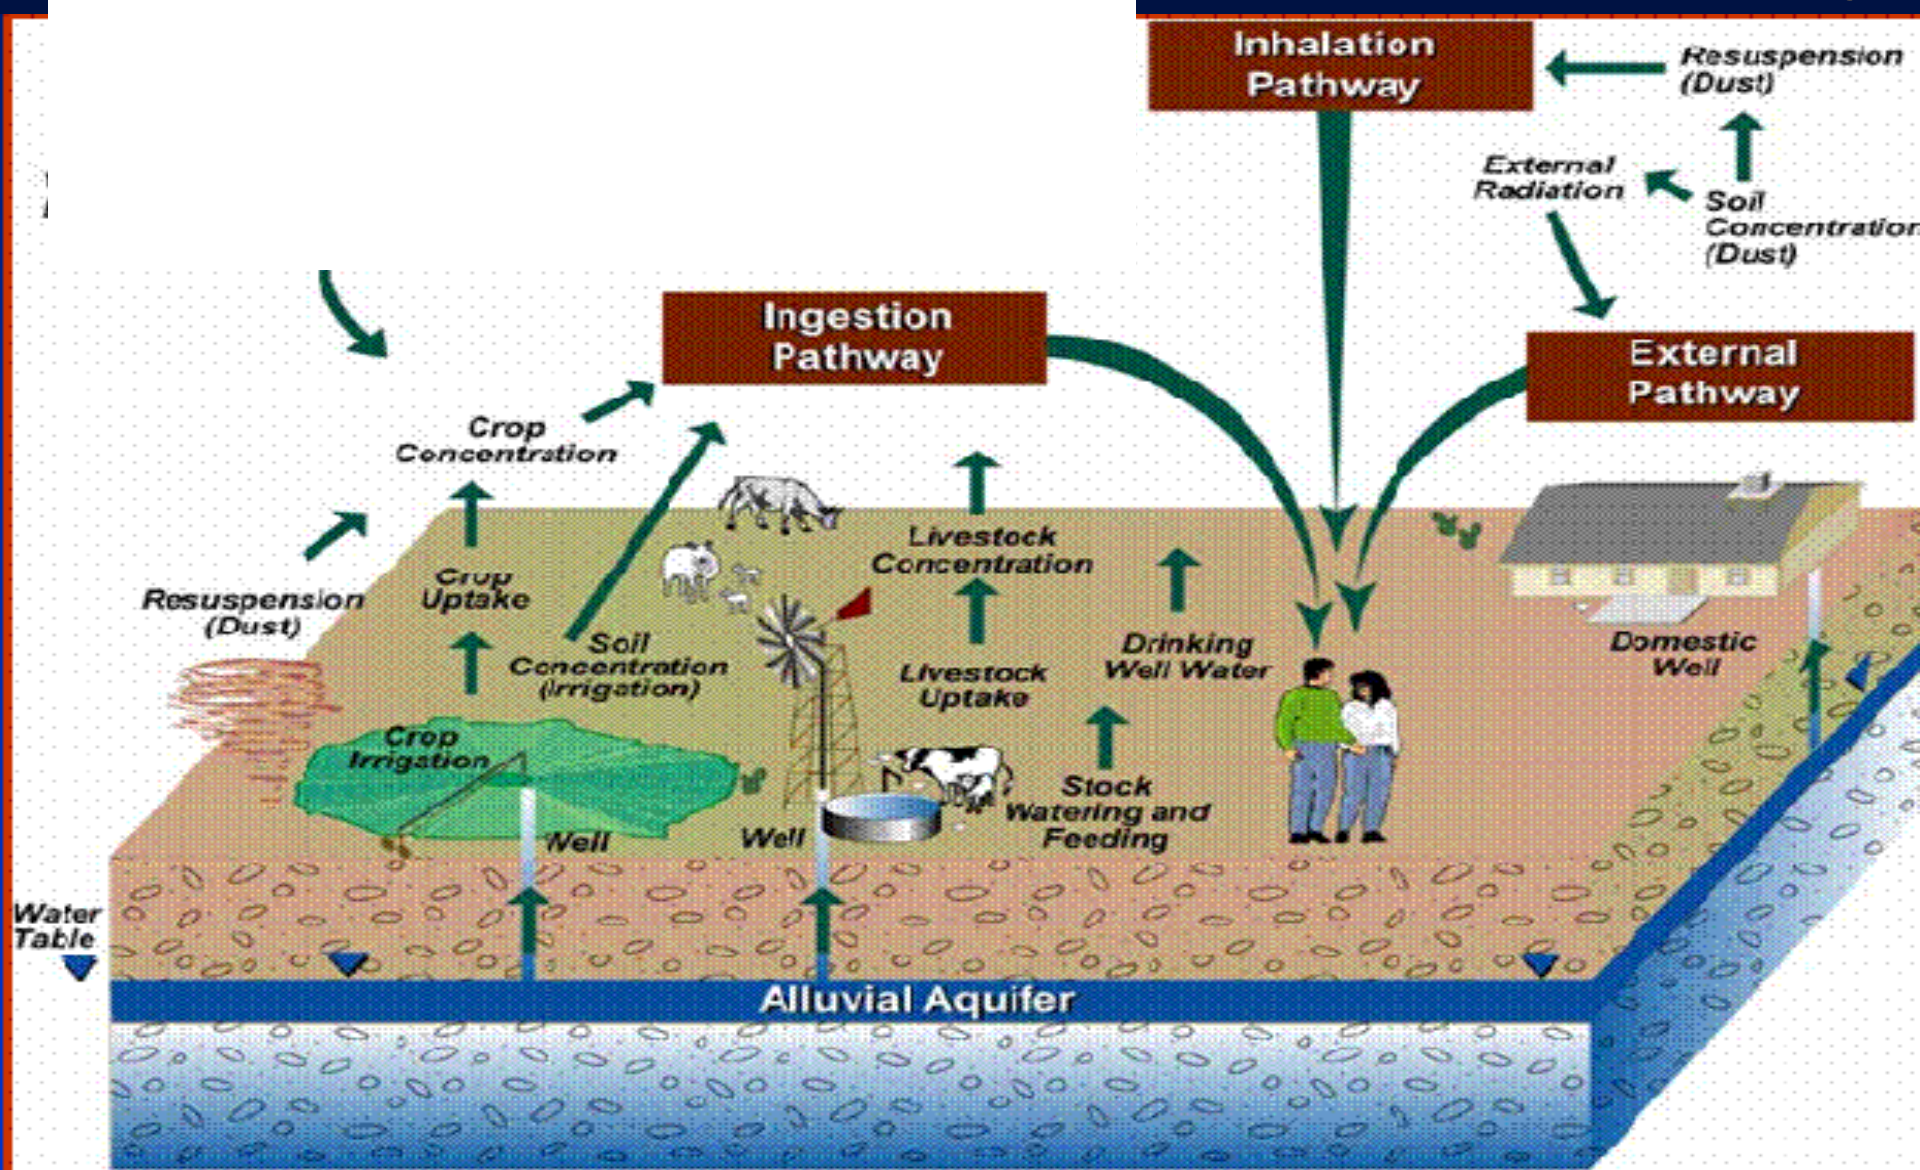 Inhalation
Pathway
Resuspension
(Dust)
External
Radiation
Soil
Concentration
(Dust)
Ingestion
Pathway
External
Pathway
Crop
Concentration
Livestock
Concentration
Crop
Uptake
Resuspension
(Dust)
Soil
Concentration
(Irrigation)
Livestock
Uptake
Drinking
Well Water
Domestic
Well
Crop
Irrigation
Stock
Watering and
Feeding
Well
Well
Water
Table
Alluvial Aquifer